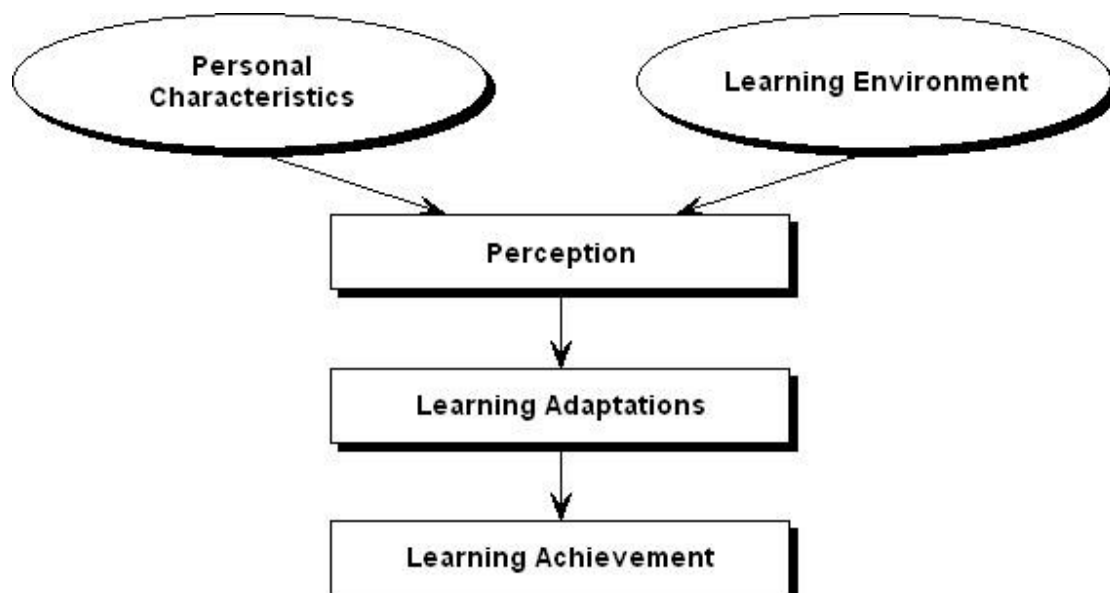 Personal
Characteristics
Learning Environment
Perception
Learning Adaptations
Learning Achievement